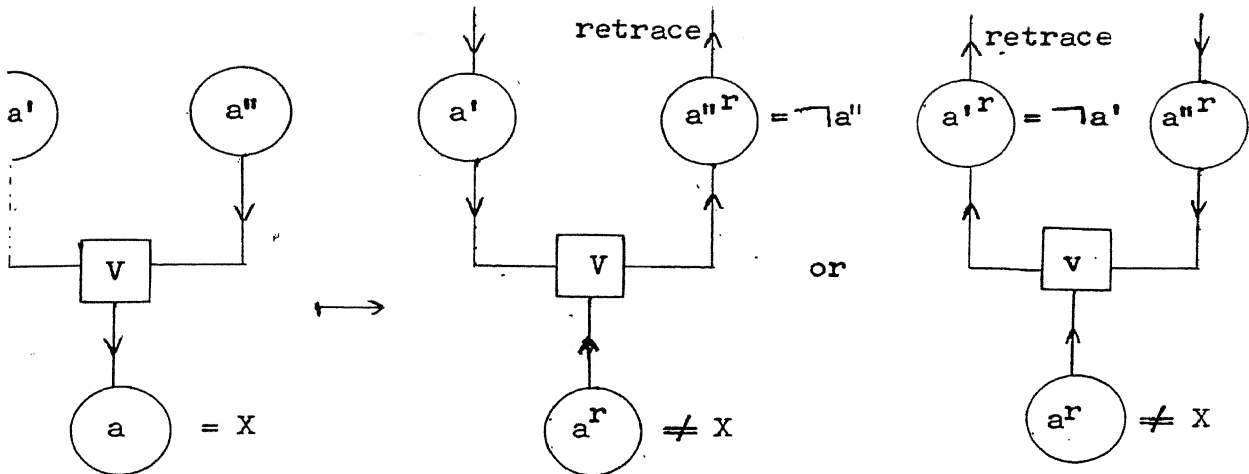 retrace
retrace
a'
a"
a'
a"r = ¬a"
a'r = ¬a'
a"r
V
V
or
v
a = X
ar ≠ X
ar ≠ X